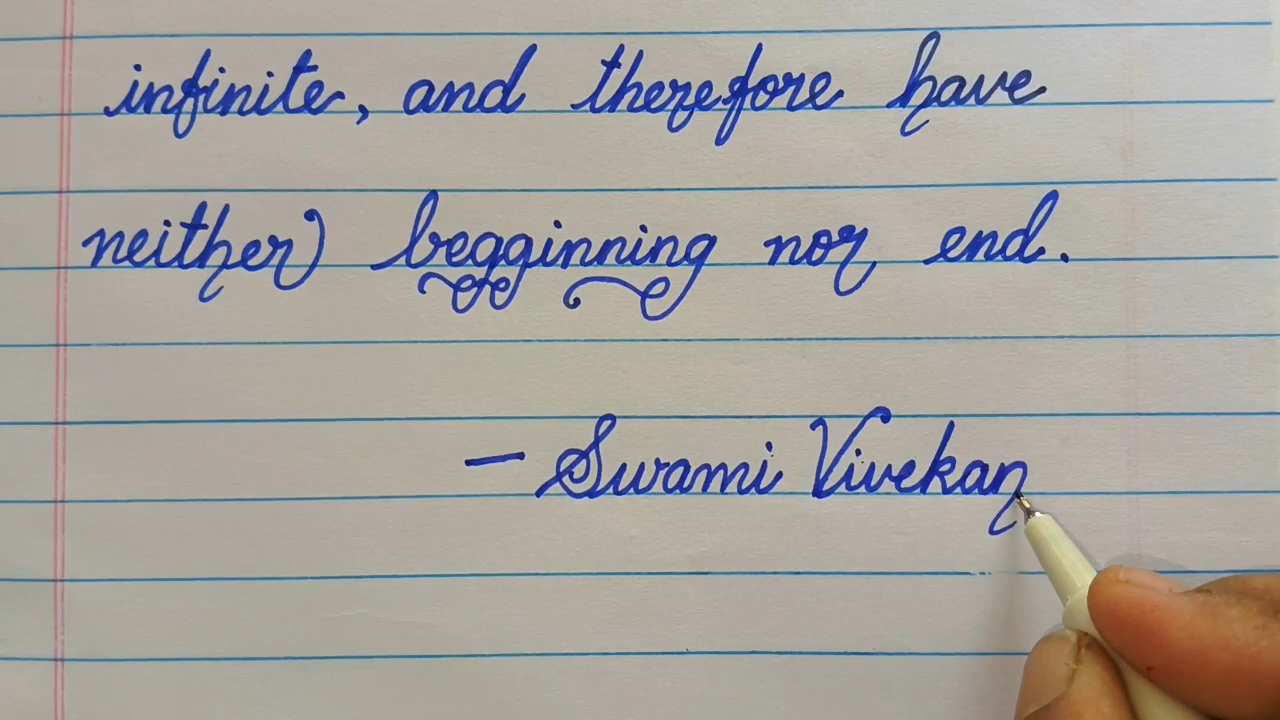 infinite, and therefore have
neither begginning nor end.
— Swami Vivekan